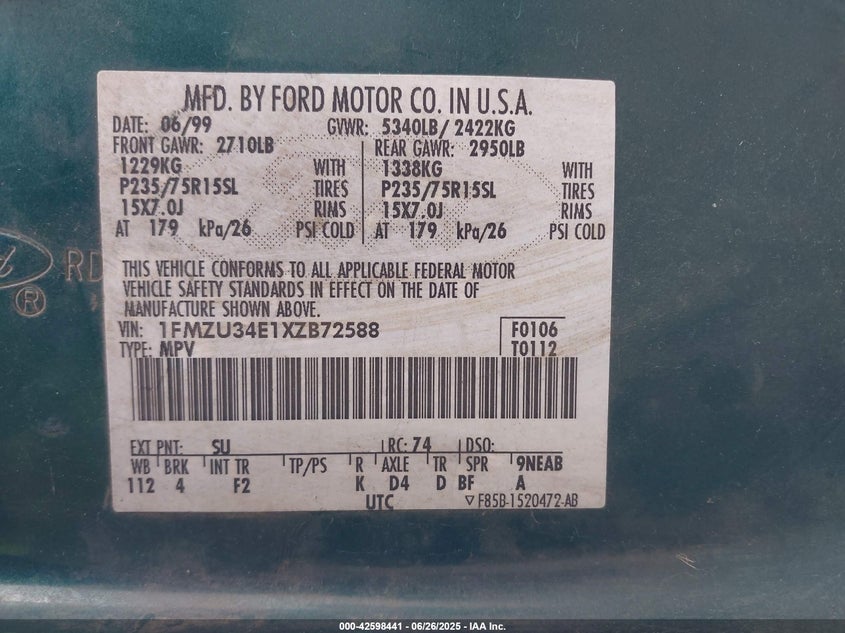 MFD. BY FORD MOTOR CO. IN U.S.A.
DATE: 06/99 GVWR: 5340LB/ 2422KG
FRONT GAWR: 2710LB REAR GAWR: 2950LB
1229KG WITH 1338KG WITH
P235/75R15SL TIRES P235/75R15SL TIRES
15X7.0J RIMS 15X7.0J RIMS
AT 179 kPa/26 PSI COLD AT 179 kPa/26 PSI COLD
THIS VEHICLE CONFORMS TO ALL APPLICABLE FEDERAL MOTOR
VEHICLE SAFETY STANDARDS IN EFFECT ON THE DATE OF
MANUFACTURE SHOWN ABOVE.
VIN: 1FMZU34E1XZB72588 F0106
TYPE: MPV T0112
EXT PNT: SU RC: 74 DSO:
WB BRK INT TR TP/PS R AXLE TR SPR 9NEAB
112 4 F2 K D4 D BF A
UTC ▽ F85B-1520472-AB
RD
®
000-42598441 - 06/26/2025 - IAA Inc.